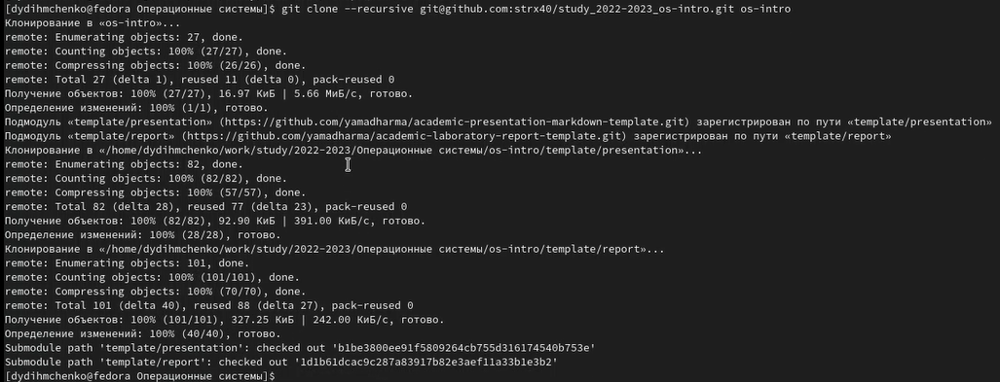 [dydihmchenko@fedora Операционные системы]$ git clone --recursive git@github.com:strx40/study_2022-2023_os-intro.git os-intro
Клонирование в «os-intro»...
remote: Enumerating objects: 27, done.
remote: Counting objects: 100% (27/27), done.
remote: Compressing objects: 100% (26/26), done.
remote: Total 27 (delta 1), reused 11 (delta 0), pack-reused 0
Получение объектов: 100% (27/27), 16.97 КиБ | 5.66 МиБ/с, готово.
Определение изменений: 100% (1/1), готово.
Подмодуль «template/presentation» (https://github.com/yamadharma/academic-presentation-markdown-template.git) зарегистрирован по пути «template/presentation»
Подмодуль «template/report» (https://github.com/yamadharma/academic-laboratory-report-template.git) зарегистрирован по пути «template/report»
Клонирование в «/home/dydihmchenko/work/study/2022-2023/Операционные системы/os-intro/template/presentation»...
remote: Enumerating objects: 82, done.
remote: Counting objects: 100% (82/82), done.
remote: Compressing objects: 100% (57/57), done.
remote: Total 82 (delta 28), reused 77 (delta 23), pack-reused 0
Получение объектов: 100% (82/82), 92.90 КиБ | 391.00 КиБ/с, готово.
Определение изменений: 100% (28/28), готово.
Клонирование в «/home/dydihmchenko/work/study/2022-2023/Операционные системы/os-intro/template/report»...
remote: Enumerating objects: 101, done.
remote: Counting objects: 100% (101/101), done.
remote: Compressing objects: 100% (70/70), done.
remote: Total 101 (delta 40), reused 88 (delta 27), pack-reused 0
Получение объектов: 100% (101/101), 327.25 КиБ | 242.00 КиБ/с, готово.
Определение изменений: 100% (40/40), готово.
Submodule path 'template/presentation': checked out 'b1be3800ee91f5809264cb755d316174540b753e'
Submodule path 'template/report': checked out '1d1b61dcac9c287a83917b82e3aef11a33b1e3b2'
[dydihmchenko@fedora Операционные системы]$